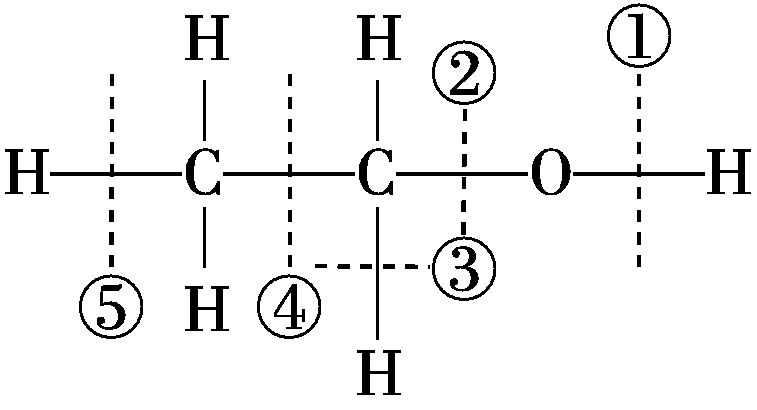 H H ①
②
H C C O H
③
⑤ H ④
H